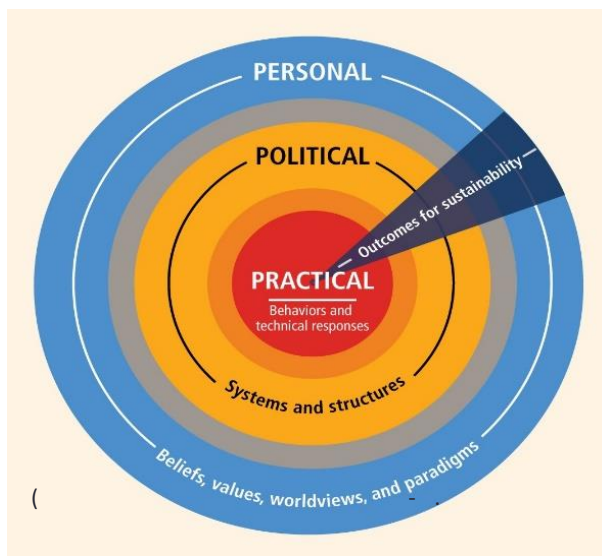 PERSONAL
POLITICAL
Outcomes for sustainability
PRACTICAL
Behaviors and
technical responses
Systems and structures
Beliefs, values, worldviews, and paradigms
(
- .